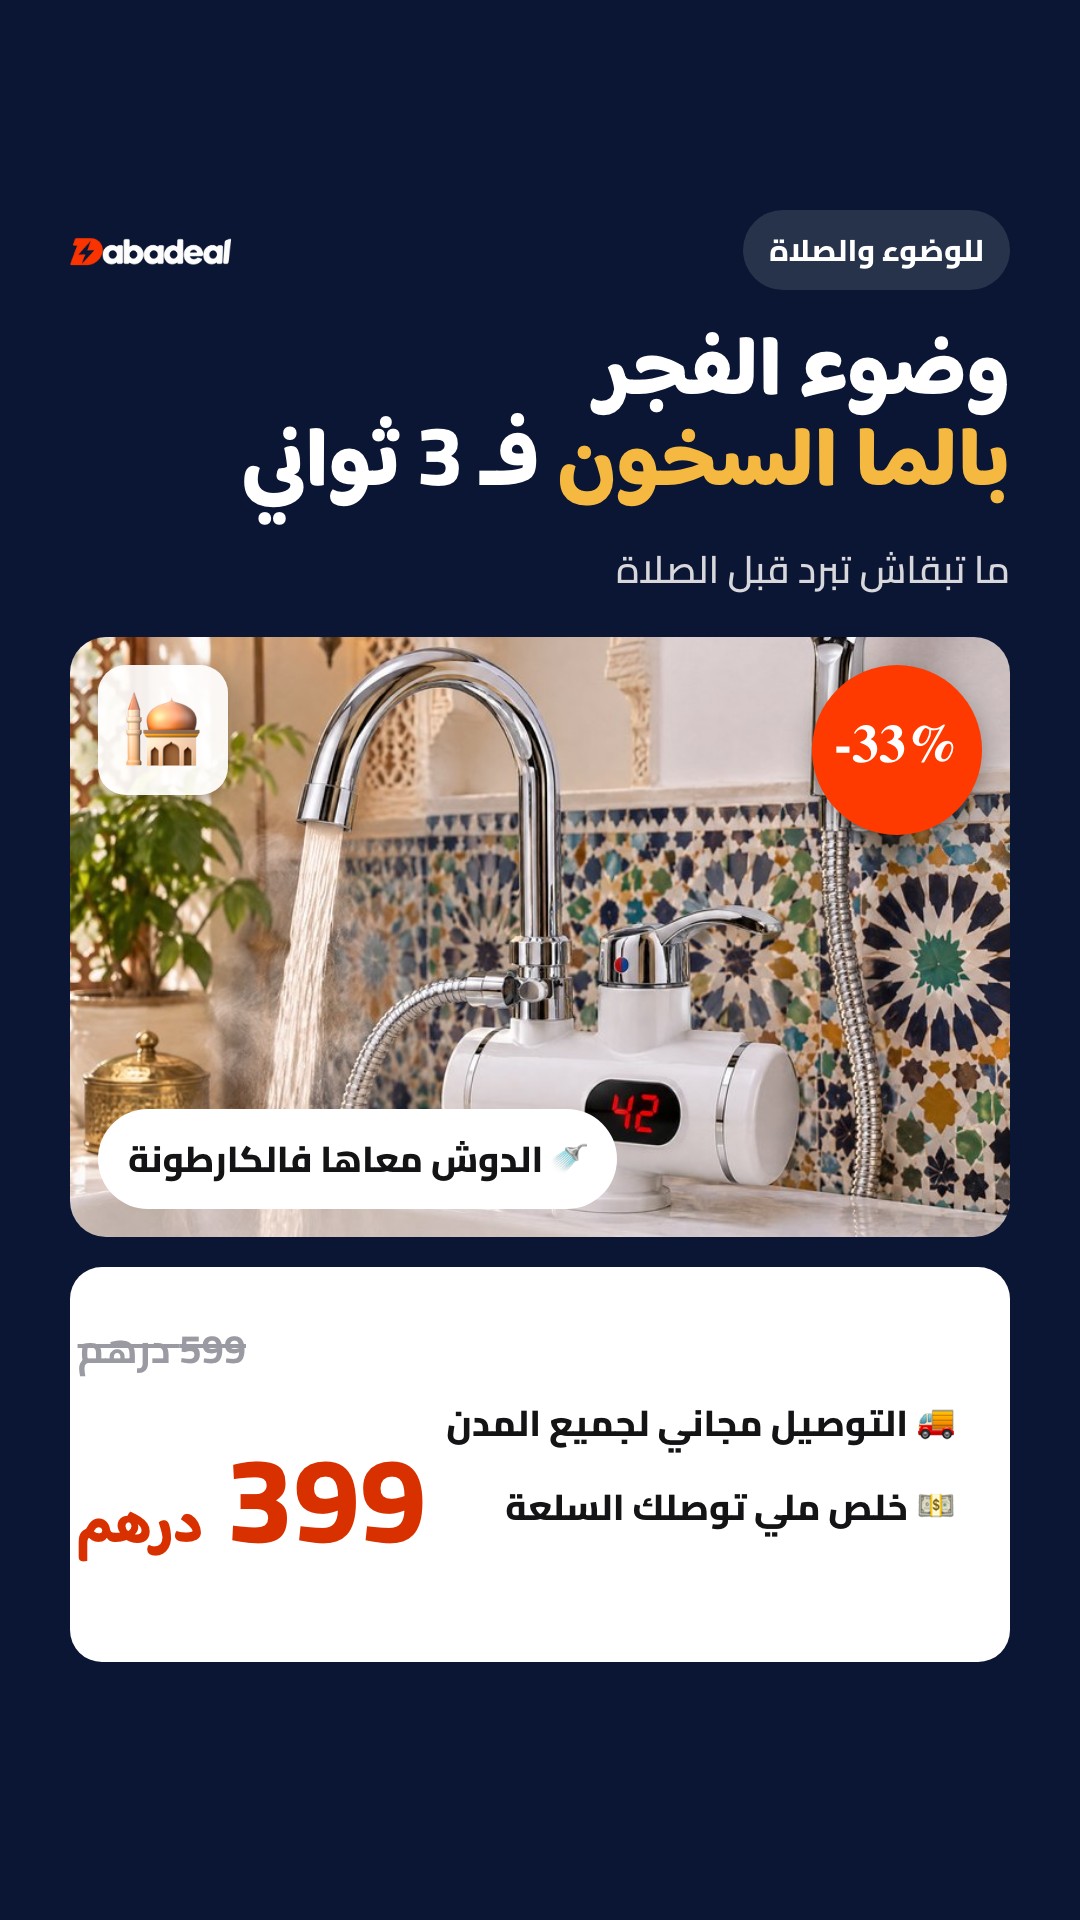 Dabadeal
للوضوء والصلاة
وضوء الفجر
بالما السخون فـ 3 ثواني
ما تبقاش تبرد قبل الصلاة
-33%
42
🚿 الدوش معاها فالكارطونة
599 درهم
🚚 التوصيل مجاني لجميع المدن
399 درهم
💵 خلص ملي توصلك السلعة